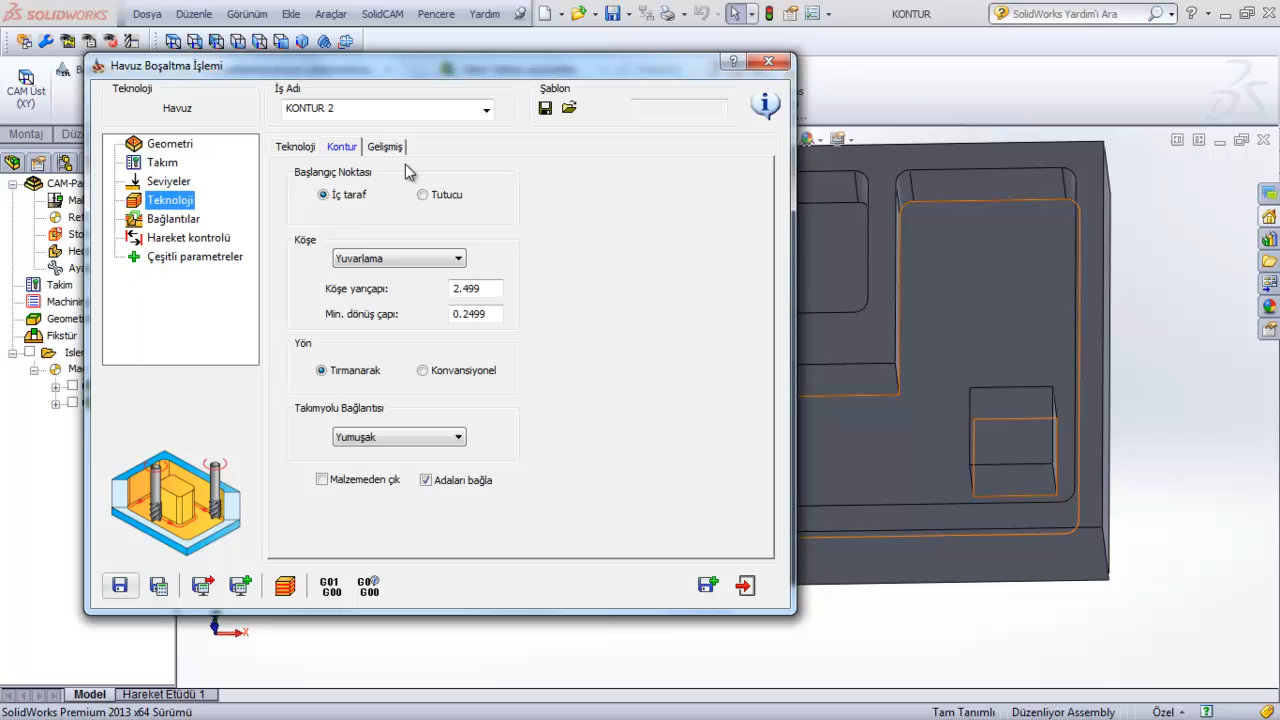 SOLIDWORKS
Dosya Düzenle Görünüm Ekle Araçlar SolidCAM Pencere Yardım
KONTUR
SolidWorks Yardım'ı Ara
CAM Üst
(XY)
Montaj
Havuz Boşaltma İşlemi
Teknoloji
Havuz
İş Adı
KONTUR 2
Şablon
Geometri
Takım
Seviyeler
Teknoloji
Bağlantılar
Hareket kontrolü
Çeşitli parametreler
Teknoloji Kontur Gelişmiş
Başlangıç Noktası
İç taraf Tutucu
Köşe
Yuvarlama
Köşe yarıçapı: 2.499
Min. dönüş çapı: 0.2499
Yön
Tırmanarak Konvansiyonel
Takımyolu Bağlantısı
Yumuşak
Malzemeden çık Adaları bağla
G01
G00
G0
G00
Takim
Fikstür
X
Model Hareket Etüdü 1
SolidWorks Premium 2013 x64 Sürümü
Tam Tanımlı Düzenliyor Assembly Özel